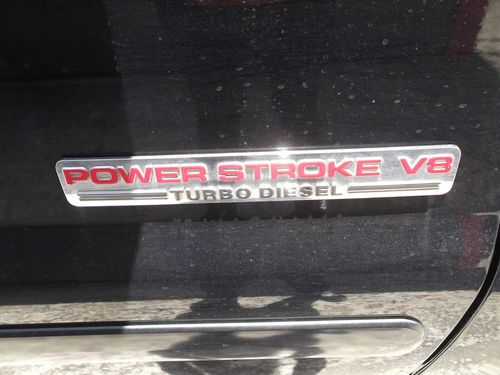 POWER STROKE V8
TURBO DIESEL